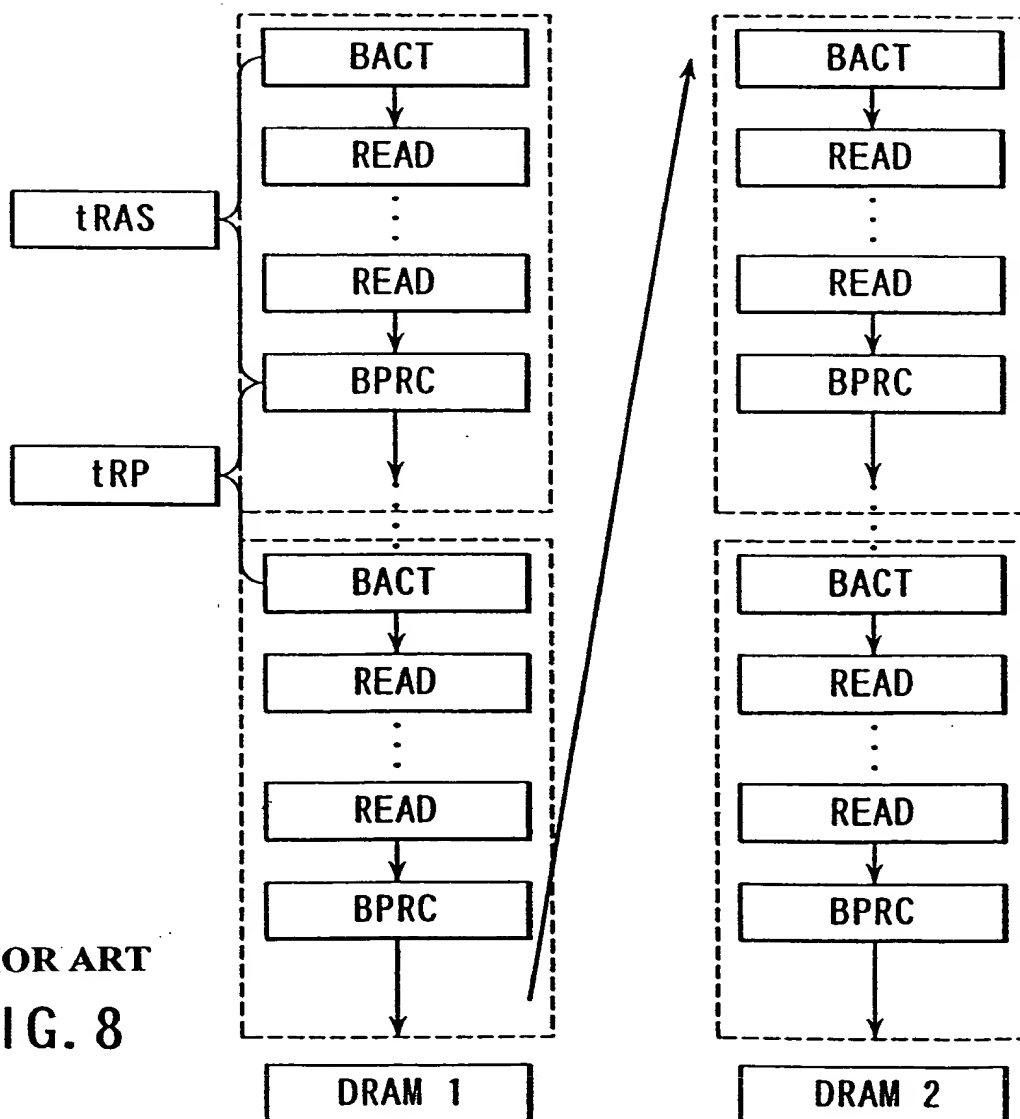 BACT
READ
READ
BPRC
BACT
READ
READ
BPRC
DRAM 1
tRAS
tRP
BACT
READ
READ
BPRC
BACT
READ
READ
BPRC
DRAM 2
OR ART
IG. 8